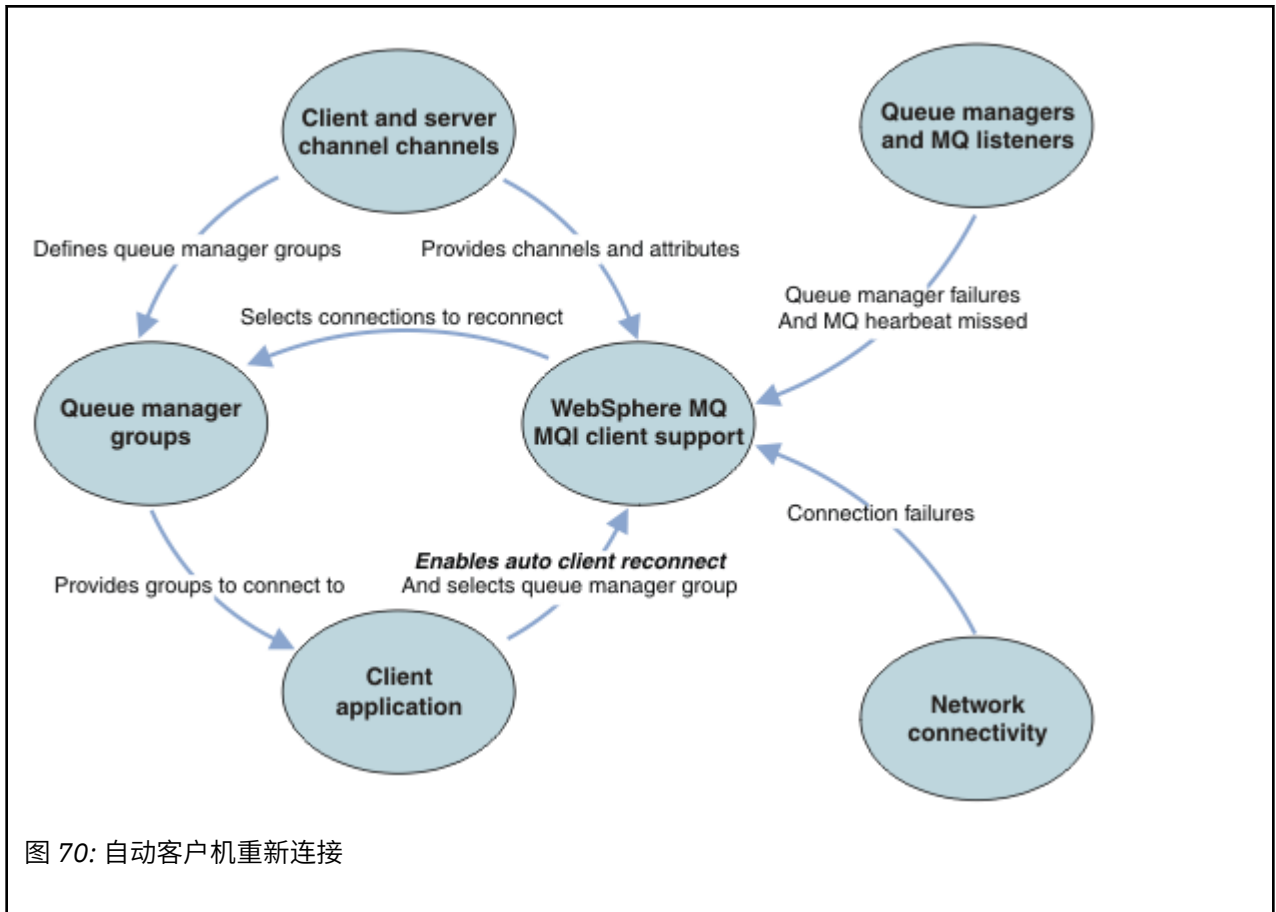 Client and server
channel channels
Queue managers
and MQ listeners
Defines queue manager groups
Provides channels and attributes
Queue manager failures
And MQ hearbeat missed
Selects connections to reconnect
Queue manager
groups
WebSphere MQ
MQI client support
Connection failures
Enables auto client reconnect
And selects queue manager group
Provides groups to connect to
Client
application
Network
connectivity
图 70: 自动客户机重新连接